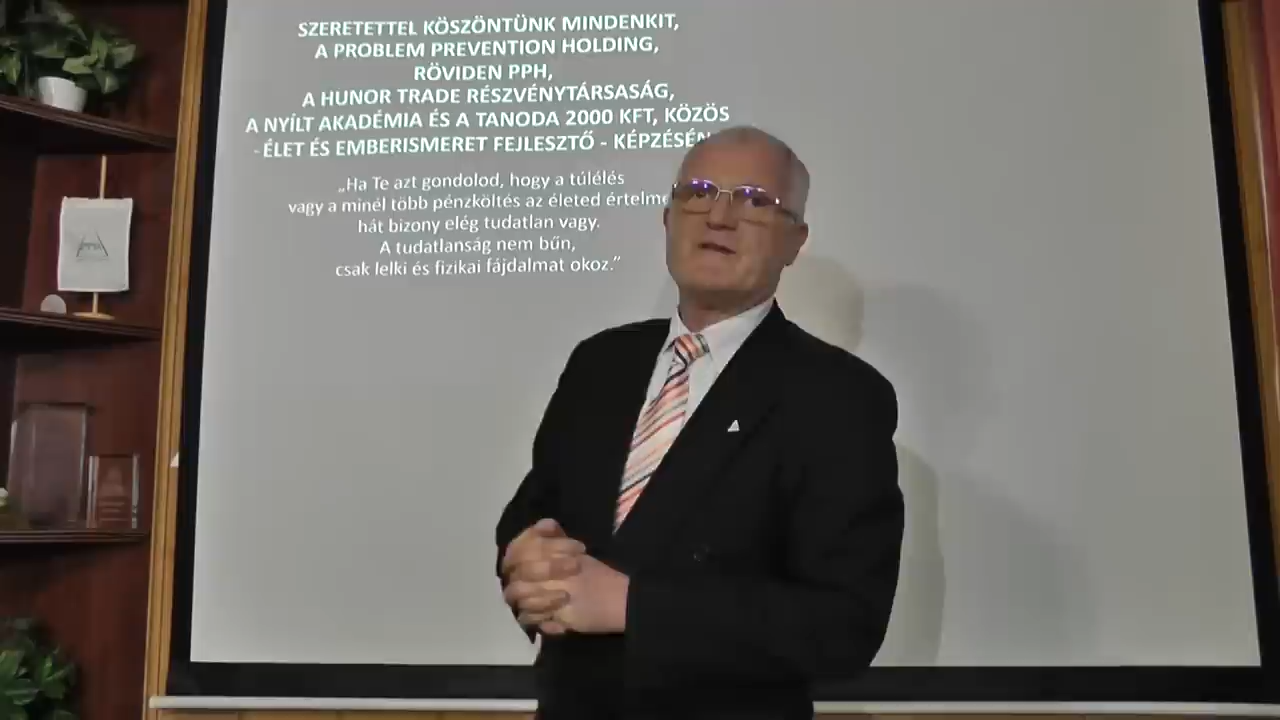 SZERETETTEL KÖSZÖNTÜNK MINDENKIT,
A PROBLEM PREVENTION HOLDING,
RÖVIDEN PPH,
A HUNOR TRADE RÉSZVÉNYTÁRSASÁG,
A NYÍLT AKADÉMIA ÉS A TANODA 2000 KFT, KÖZÖS
- ÉLET ÉS EMBERISMERET FEJLESZTŐ - KÉPZÉSÉN
„Ha Te azt gondolod, hogy a túlélés
vagy a minél több pénzköltés az életed értelme
hát bizony elég tudatlan vagy.
A tudatlanság nem bűn,
csak lelki és fizikai fájdalmat okoz.”